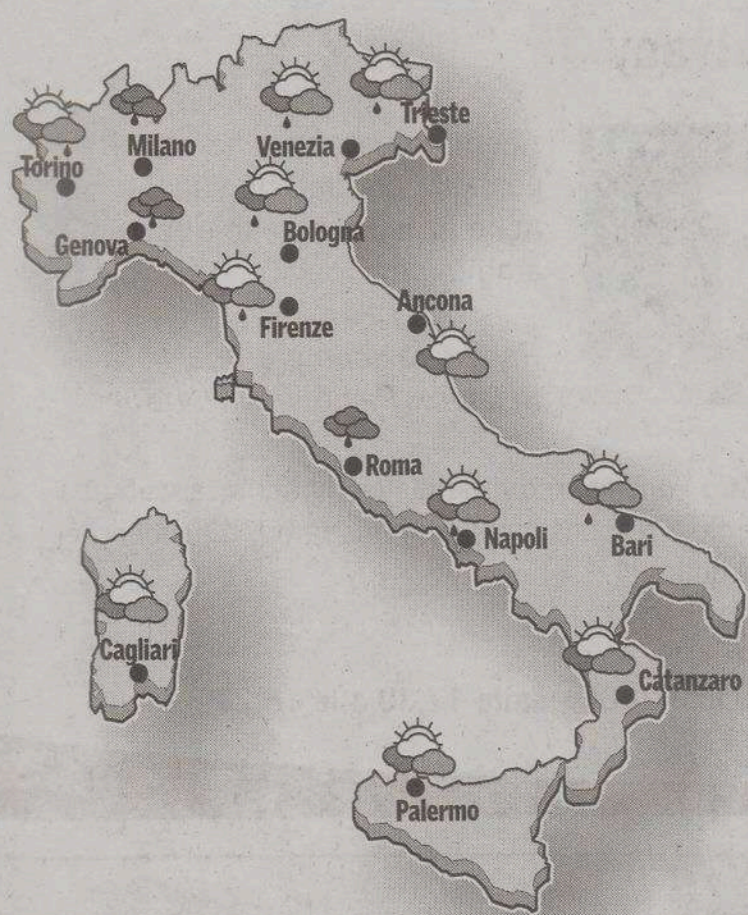 Trieste
Milano
Venezia
Torino
Bologna
Genova
Ancona
Firenze
Roma
Napoli
Bari
Cagliari
Catanzaro
Palermo